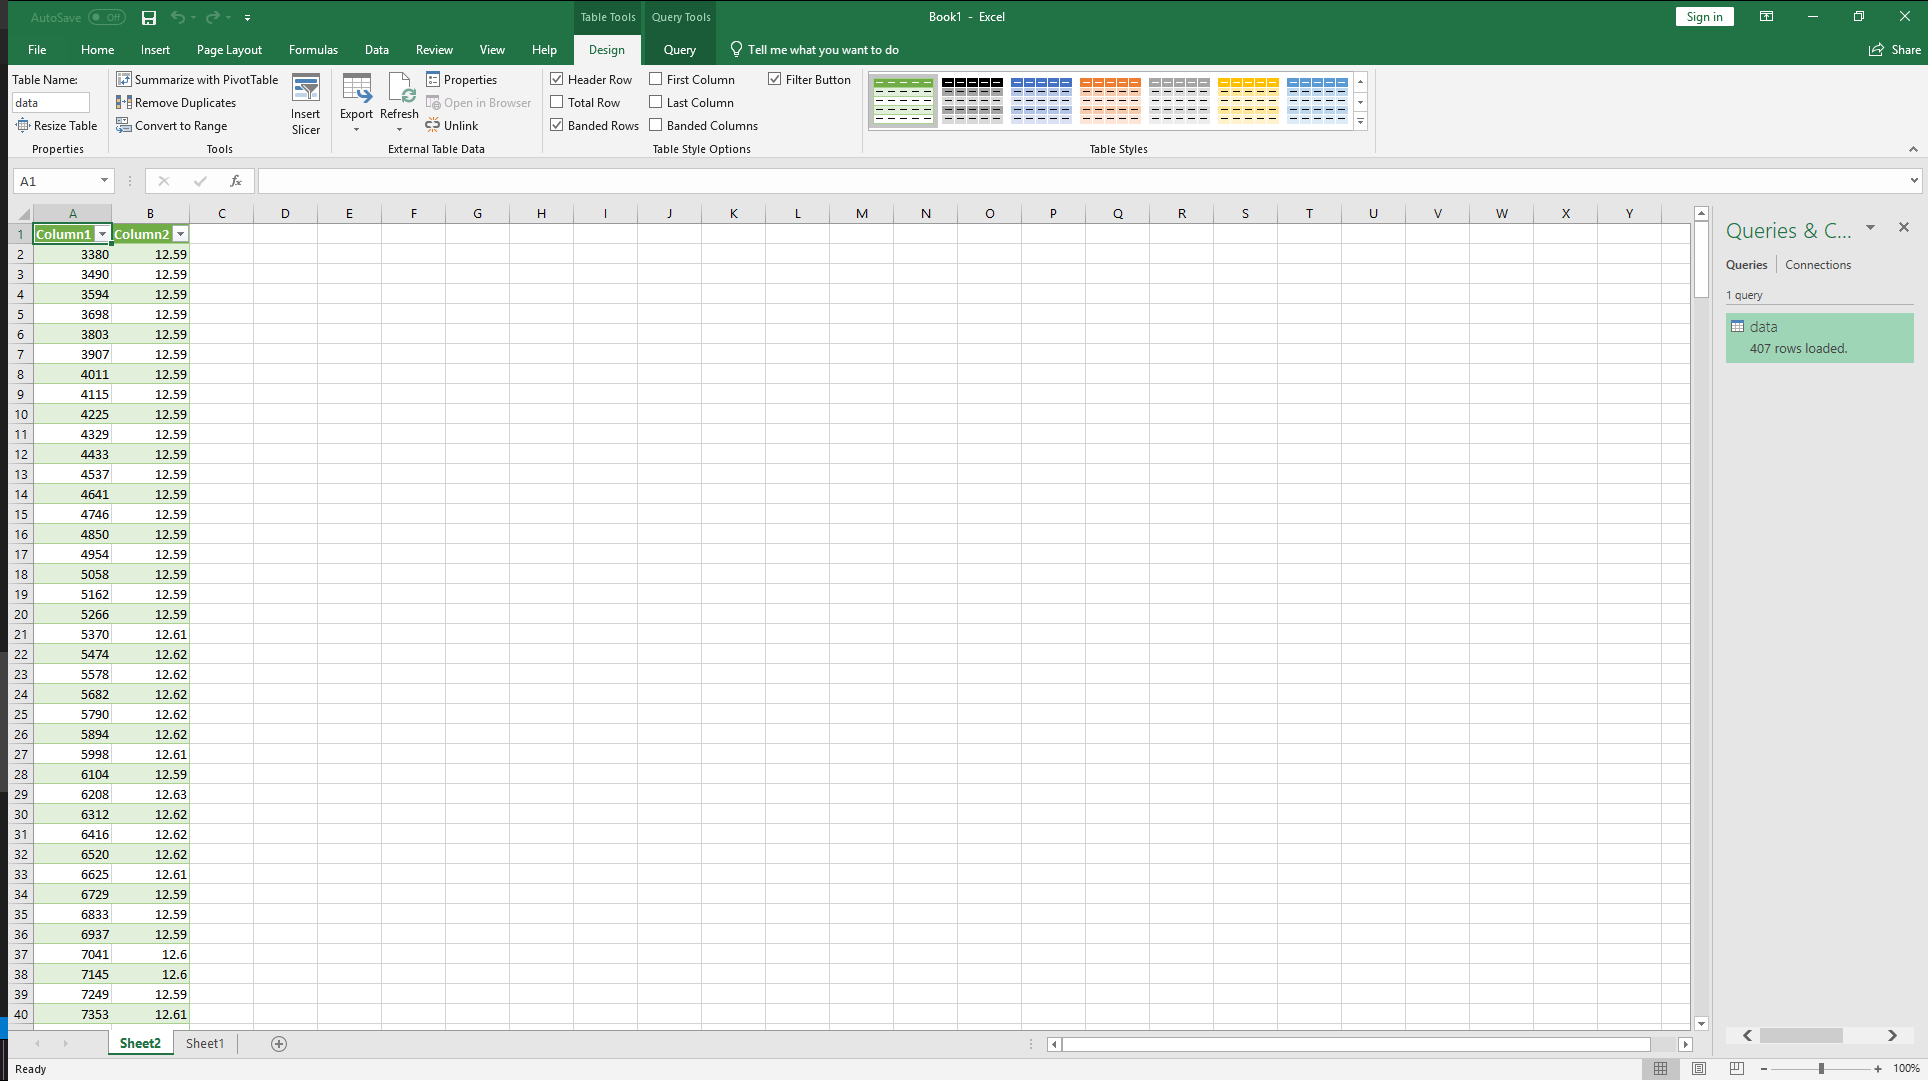 AutoSave Off
Table Tools Query Tools
Book1 - Excel
Sign in
File Home Insert Page Layout Formulas Data Review View Help Design Query Tell me what you want to do Share
Table Name:
data
Resize Table
Properties
Summarize with PivotTable
Remove Duplicates
Convert to Range
Tools
Insert
Slicer
Export
Refresh
Properties
Open in Browser
Unlink
External Table Data
Header Row First Column Filter Button
Total Row Last Column
Banded Rows Banded Columns
Table Style Options
Table Styles
A1 fx
A B C D E F G H I J K L M N O P Q R S T U V W X Y
1 Column1 Column2
2 3380 12.59
3 3490 12.59
4 3594 12.59
5 3698 12.59
6 3803 12.59
7 3907 12.59
8 4011 12.59
9 4115 12.59
10 4225 12.59
11 4329 12.59
12 4433 12.59
13 4537 12.59
14 4641 12.59
15 4746 12.59
16 4850 12.59
17 4954 12.59
18 5058 12.59
19 5162 12.59
20 5266 12.59
21 5370 12.61
22 5474 12.62
23 5578 12.62
24 5682 12.62
25 5790 12.62
26 5894 12.62
27 5998 12.61
28 6104 12.59
29 6208 12.63
30 6312 12.62
31 6416 12.62
32 6520 12.62
33 6625 12.61
34 6729 12.59
35 6833 12.59
36 6937 12.59
37 7041 12.6
38 7145 12.6
39 7249 12.59
40 7353 12.61
Queries & C...
Queries Connections
1 query
data
407 rows loaded.
Sheet2 Sheet1
Ready
100%